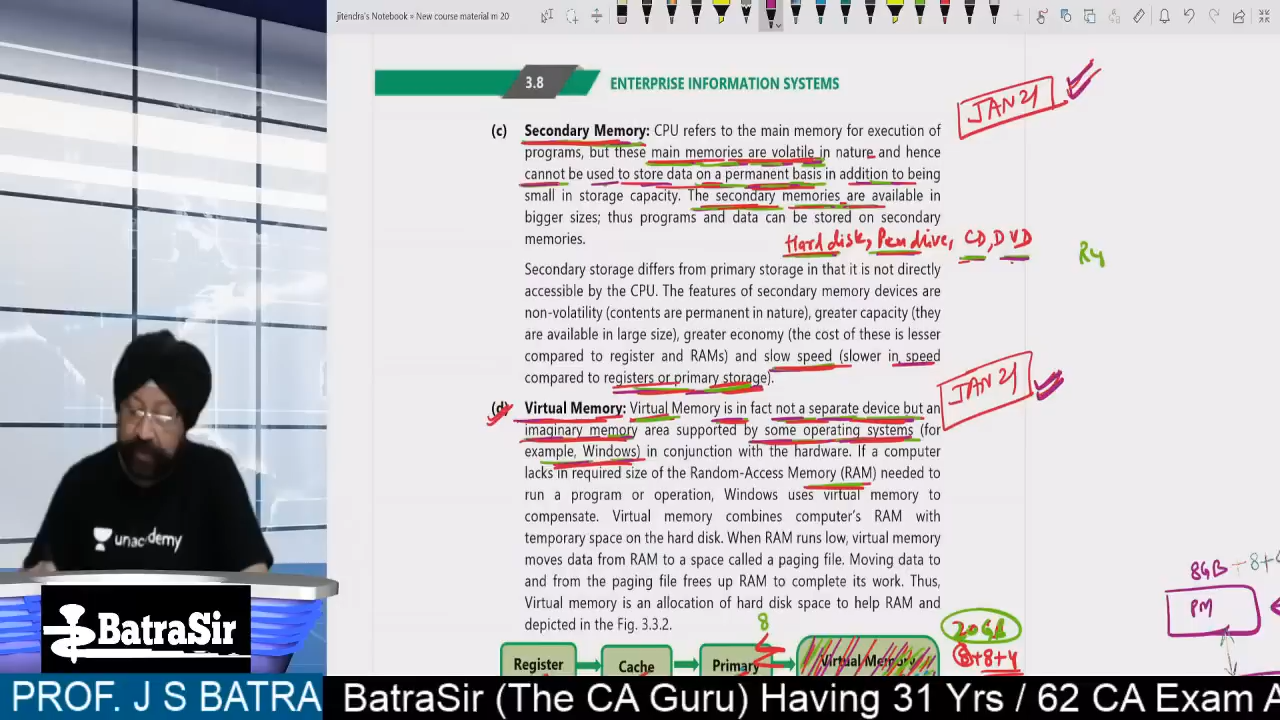 jitendra's Notebook » New course material m 20
3.8
ENTERPRISE INFORMATION SYSTEMS
JAN 21
(c) Secondary Memory: CPU refers to the main memory for execution of
programs, but these main memories are volatile in nature and hence
cannot be used to store data on a permanent basis in addition to being
small in storage capacity. The secondary memories are available in
bigger sizes; thus programs and data can be stored on secondary
memories.
Hard disk, Pen drive, CD, DVD
Secondary storage differs from primary storage in that it is not directly
accessible by the CPU. The features of secondary memory devices are
non-volatility (contents are permanent in nature), greater capacity (they
are available in large size), greater economy (the cost of these is lesser
compared to register and RAMs) and slow speed (slower in speed
compared to registers or primary storage).
JAN 21
(d) Virtual Memory: Virtual Memory is in fact not a separate device but an
imaginary memory area supported by some operating systems (for
example, Windows) in conjunction with the hardware. If a computer
lacks in required size of the Random-Access Memory (RAM) needed to
run a program or operation, Windows uses virtual memory to
compensate. Virtual memory combines computer's RAM with
temporary space on the hard disk. When RAM runs low, virtual memory
moves data from RAM to a space called a paging file. Moving data to
and from the paging file frees up RAM to complete its work. Thus,
Virtual memory is an allocation of hard disk space to help RAM and
depicted in the Fig. 3.3.2.
8GB
PM
8
20GB
8+8+4
Register
Cache
Primary
Virtual Memory
unacademy
BatraSir
PROF. J S BATRA
BatraSir (The CA Guru) Having 31 Yrs / 62 CA Exam A